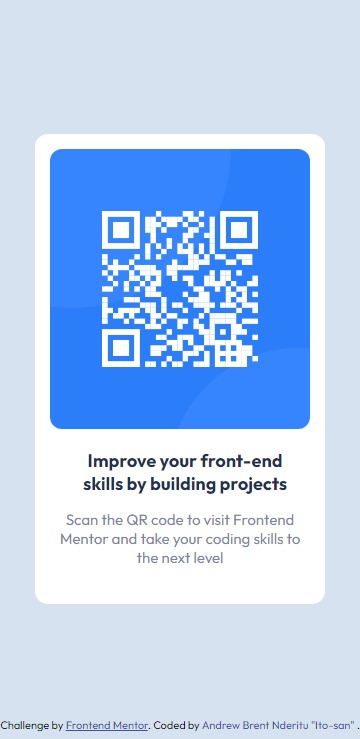 Improve your front-end
skills by building projects
Scan the QR code to visit Frontend
Mentor and take your coding skills to
the next level
Challenge by Frontend Mentor. Coded by Andrew Brent Nderitu "Ito-san" .